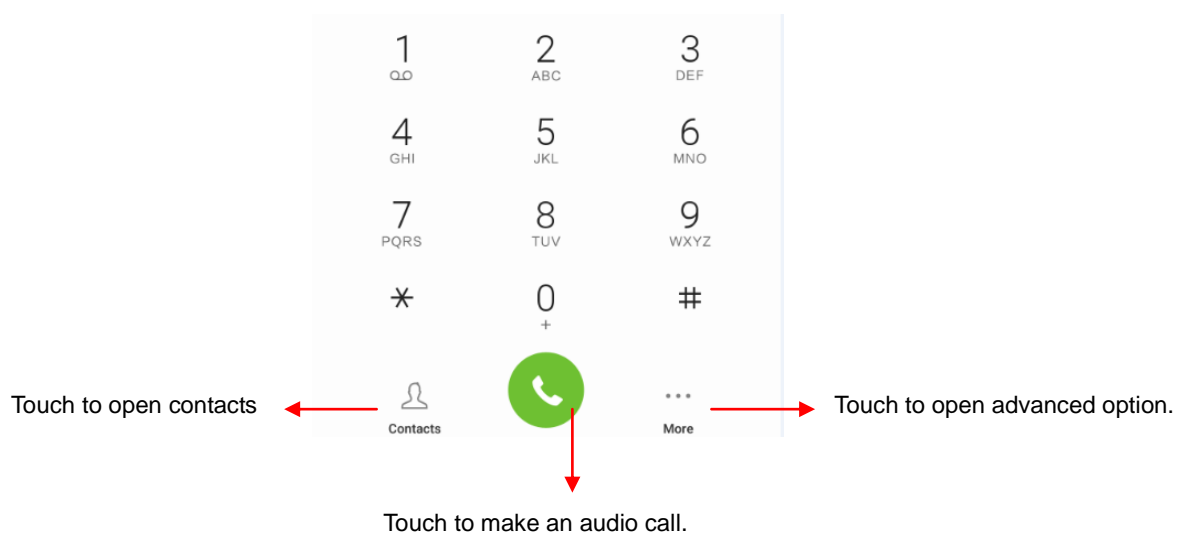 1 2 3
ABC DEF
4 5 6
GHI JKL MNO
7 8 9
PQRS TUV WXYZ
* 0 #
+
Touch to open contacts
Touch to open advanced option.
Contacts More
Touch to make an audio call.